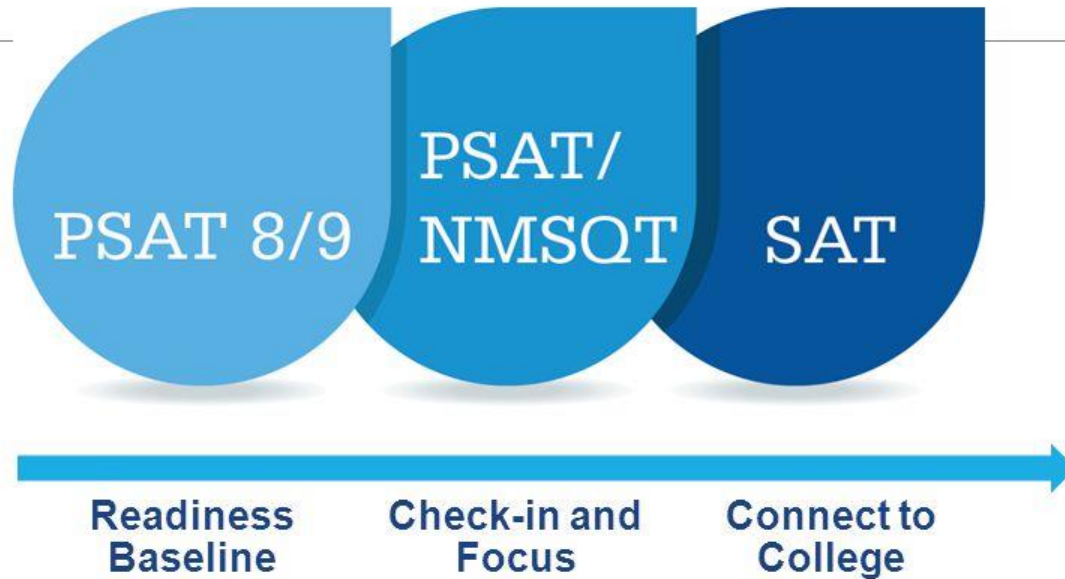 PSAT 8/9
PSAT/
NMSQT
SAT
Readiness
Baseline
Check-in and
Focus
Connect to
College